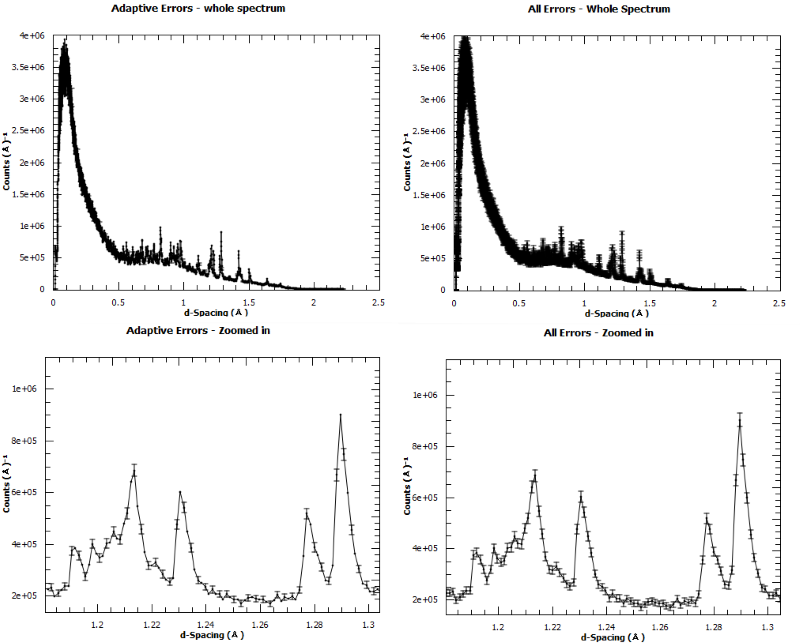 Adaptive Errors - whole spectrum
4e+06
3.5e+06
3e+06
2.5e+06
2e+06
1.5e+06
1e+06
5e+05
0
Counts (Å)⁻¹
0 0.5 1 1.5 2 2.5
d-Spacing (Å)
All Errors - Whole Spectrum
4e+06
3.5e+06
3e+06
2.5e+06
2e+06
1.5e+06
1e+06
5e+05
0
Counts (Å)⁻¹
0 0.5 1 1.5 2 2.5
d-Spacing (Å)
Adaptive Errors - Zoomed in
1e+06
8e+05
6e+05
4e+05
2e+05
Counts (Å)⁻¹
1.2 1.22 1.24 1.26 1.28 1.3
d-Spacing (Å)
All Errors - Zoomed in
1e+06
8e+05
6e+05
4e+05
2e+05
Counts (Å)⁻¹
1.2 1.22 1.24 1.26 1.28 1.3
d-Spacing (Å)